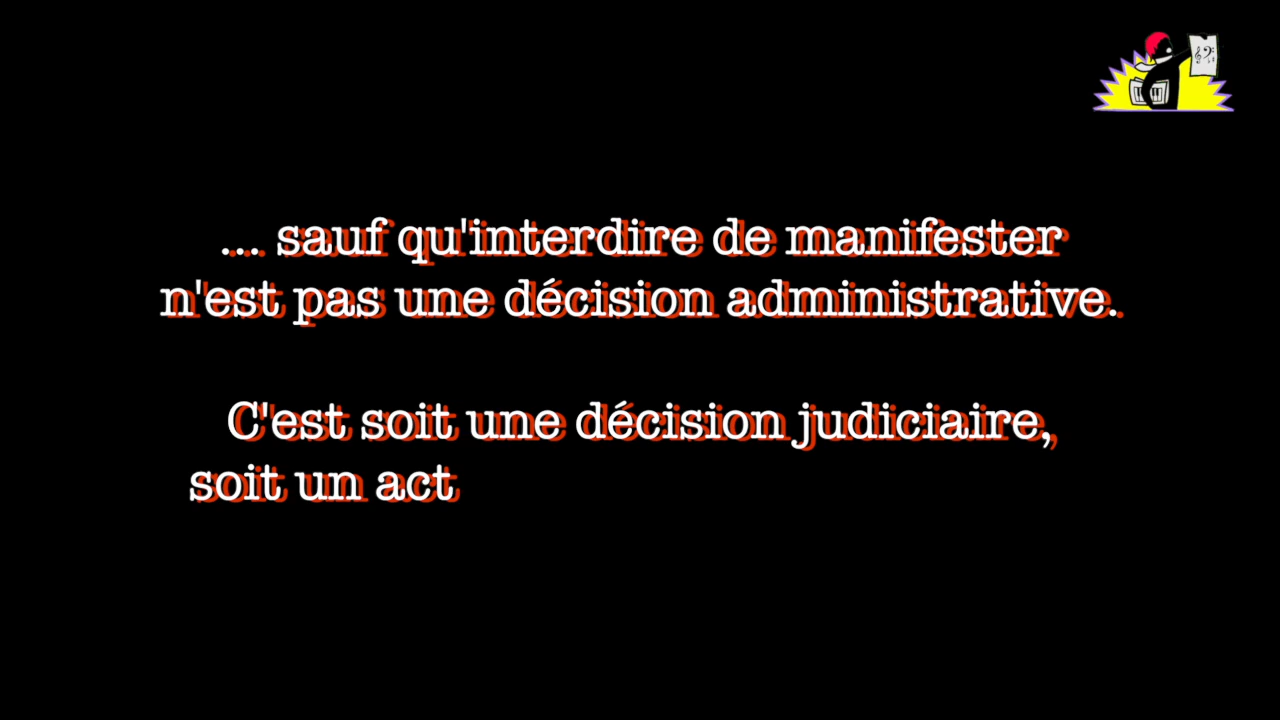 ... sauf qu'interdire de manifester
n'est pas une décision administrative.
C'est soit une décision judiciaire,
soit un act